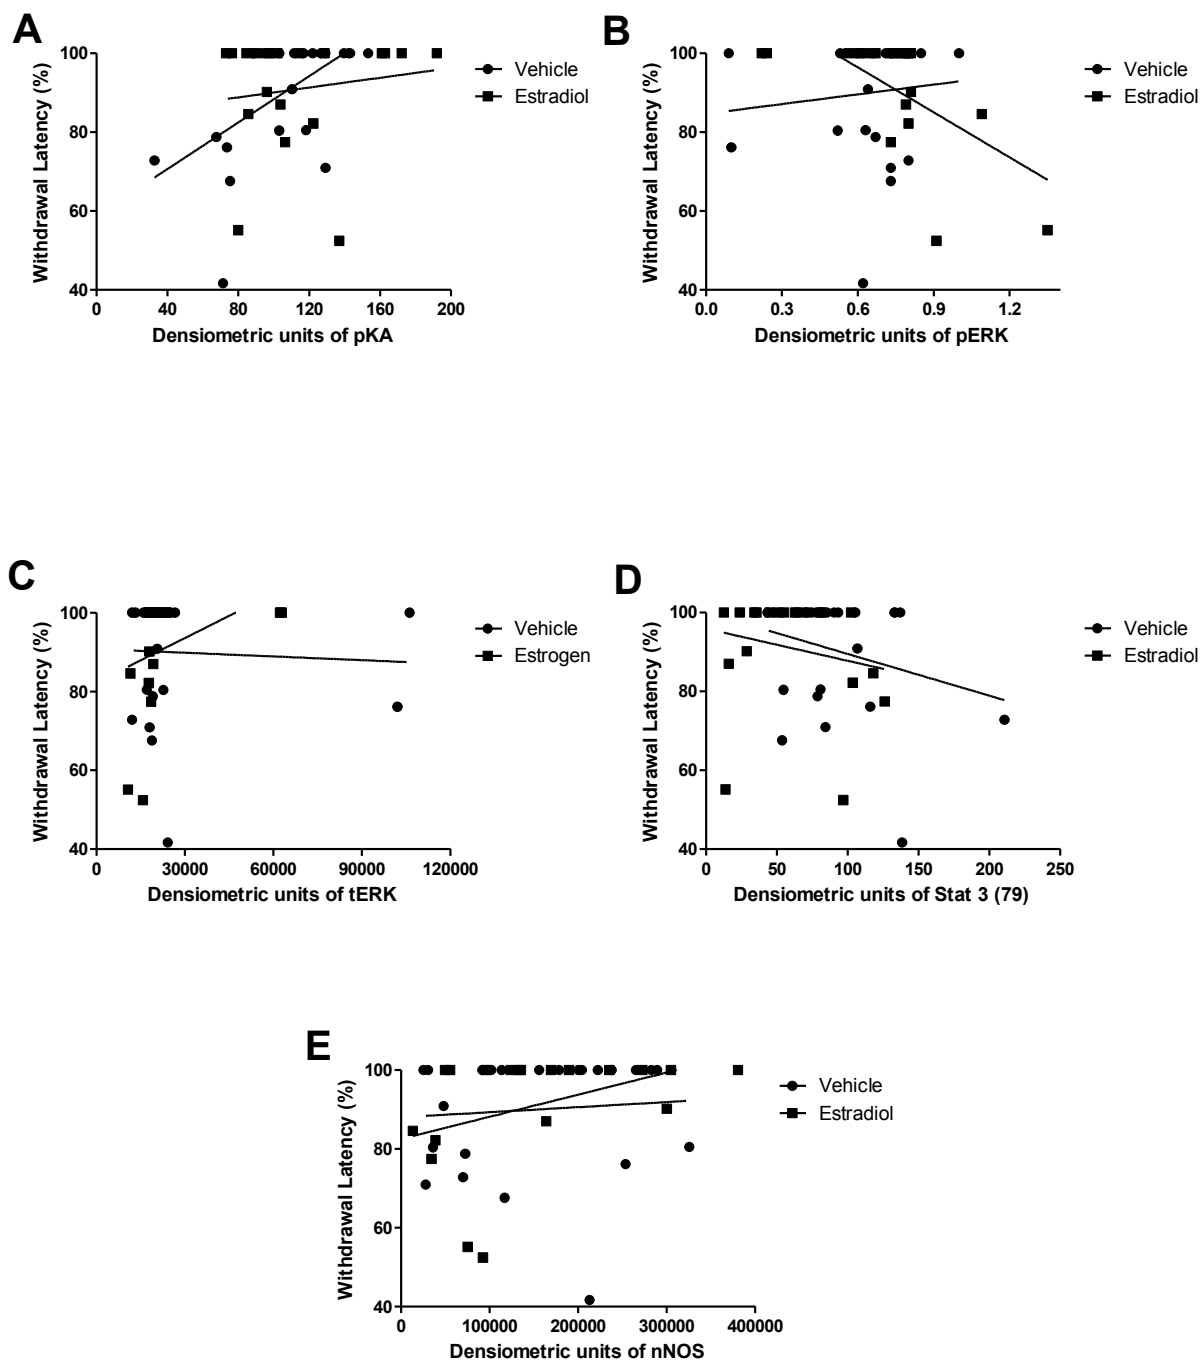 A
Withdrawal Latency (%)
100
80
60
40
0 40 80 120 160 200
Densiometric units of pKA
Vehicle
Estradiol
B
Withdrawal Latency (%)
100
80
60
40
0.0 0.3 0.6 0.9 1.2
Densiometric units of pERK
Vehicle
Estradiol
C
Withdrawal Latency (%)
100
80
60
40
0 30000 60000 90000 120000
Densiometric units of tERK
Vehicle
Estrogen
D
Withdrawal Latency (%)
100
80
60
40
0 50 100 150 200 250
Densiometric units of Stat 3 (79)
Vehicle
Estradiol
E
Withdrawal Latency (%)
100
80
60
40
0 100000 200000 300000 400000
Densiometric units of nNOS
Vehicle
Estradiol